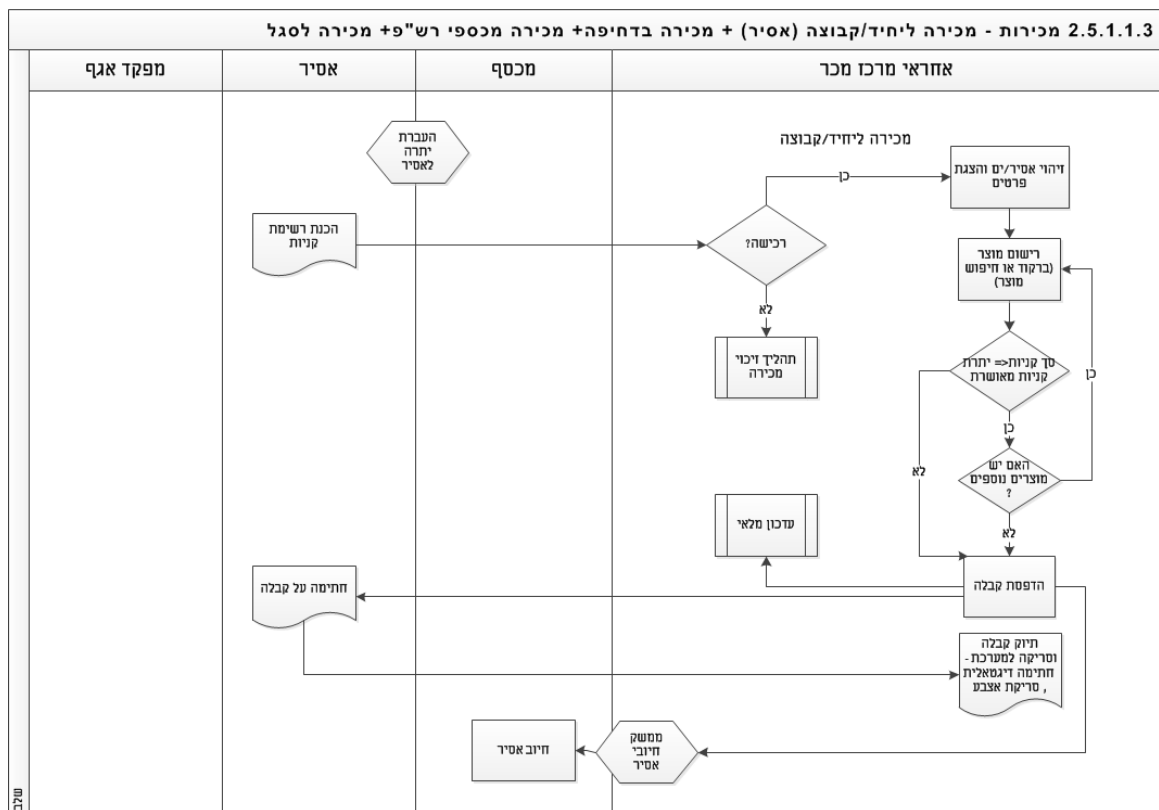 2.5.1.1.3 מכירות - מכירה ליחיד/קבוצה (אסיר) + מכירה בדחיפה+ מכירה מכספי רש"פ+ מכירה לסגל
אחראי מרכז מכר
מכסף
אסיר
מפקד אגף
העברת
יתרה
לאסיר
מכירה ליחיד/קבוצה
זיהוי אסיר/ים והצגת
פרטים
כן
הכנת רשימת
קניות
רכישה?
רישום מוצר
(ברקוד או חיפוש
מוצר)
לא
תהליך זיכוי
מכירה
סך קניות=> יתרת
קניות מאושרת
כן
כן
לא
האם יש
מוצרים נוספים
?
לא
עדכון מלאי
הדפסת קבלה
חתימה על קבלה
תיוק קבלה
וסריקה למערכת -
חתימה דיגטאלית
, סריקת אצבע
ממשק
חיובי
אסיר
חיוב אסיר
שלב